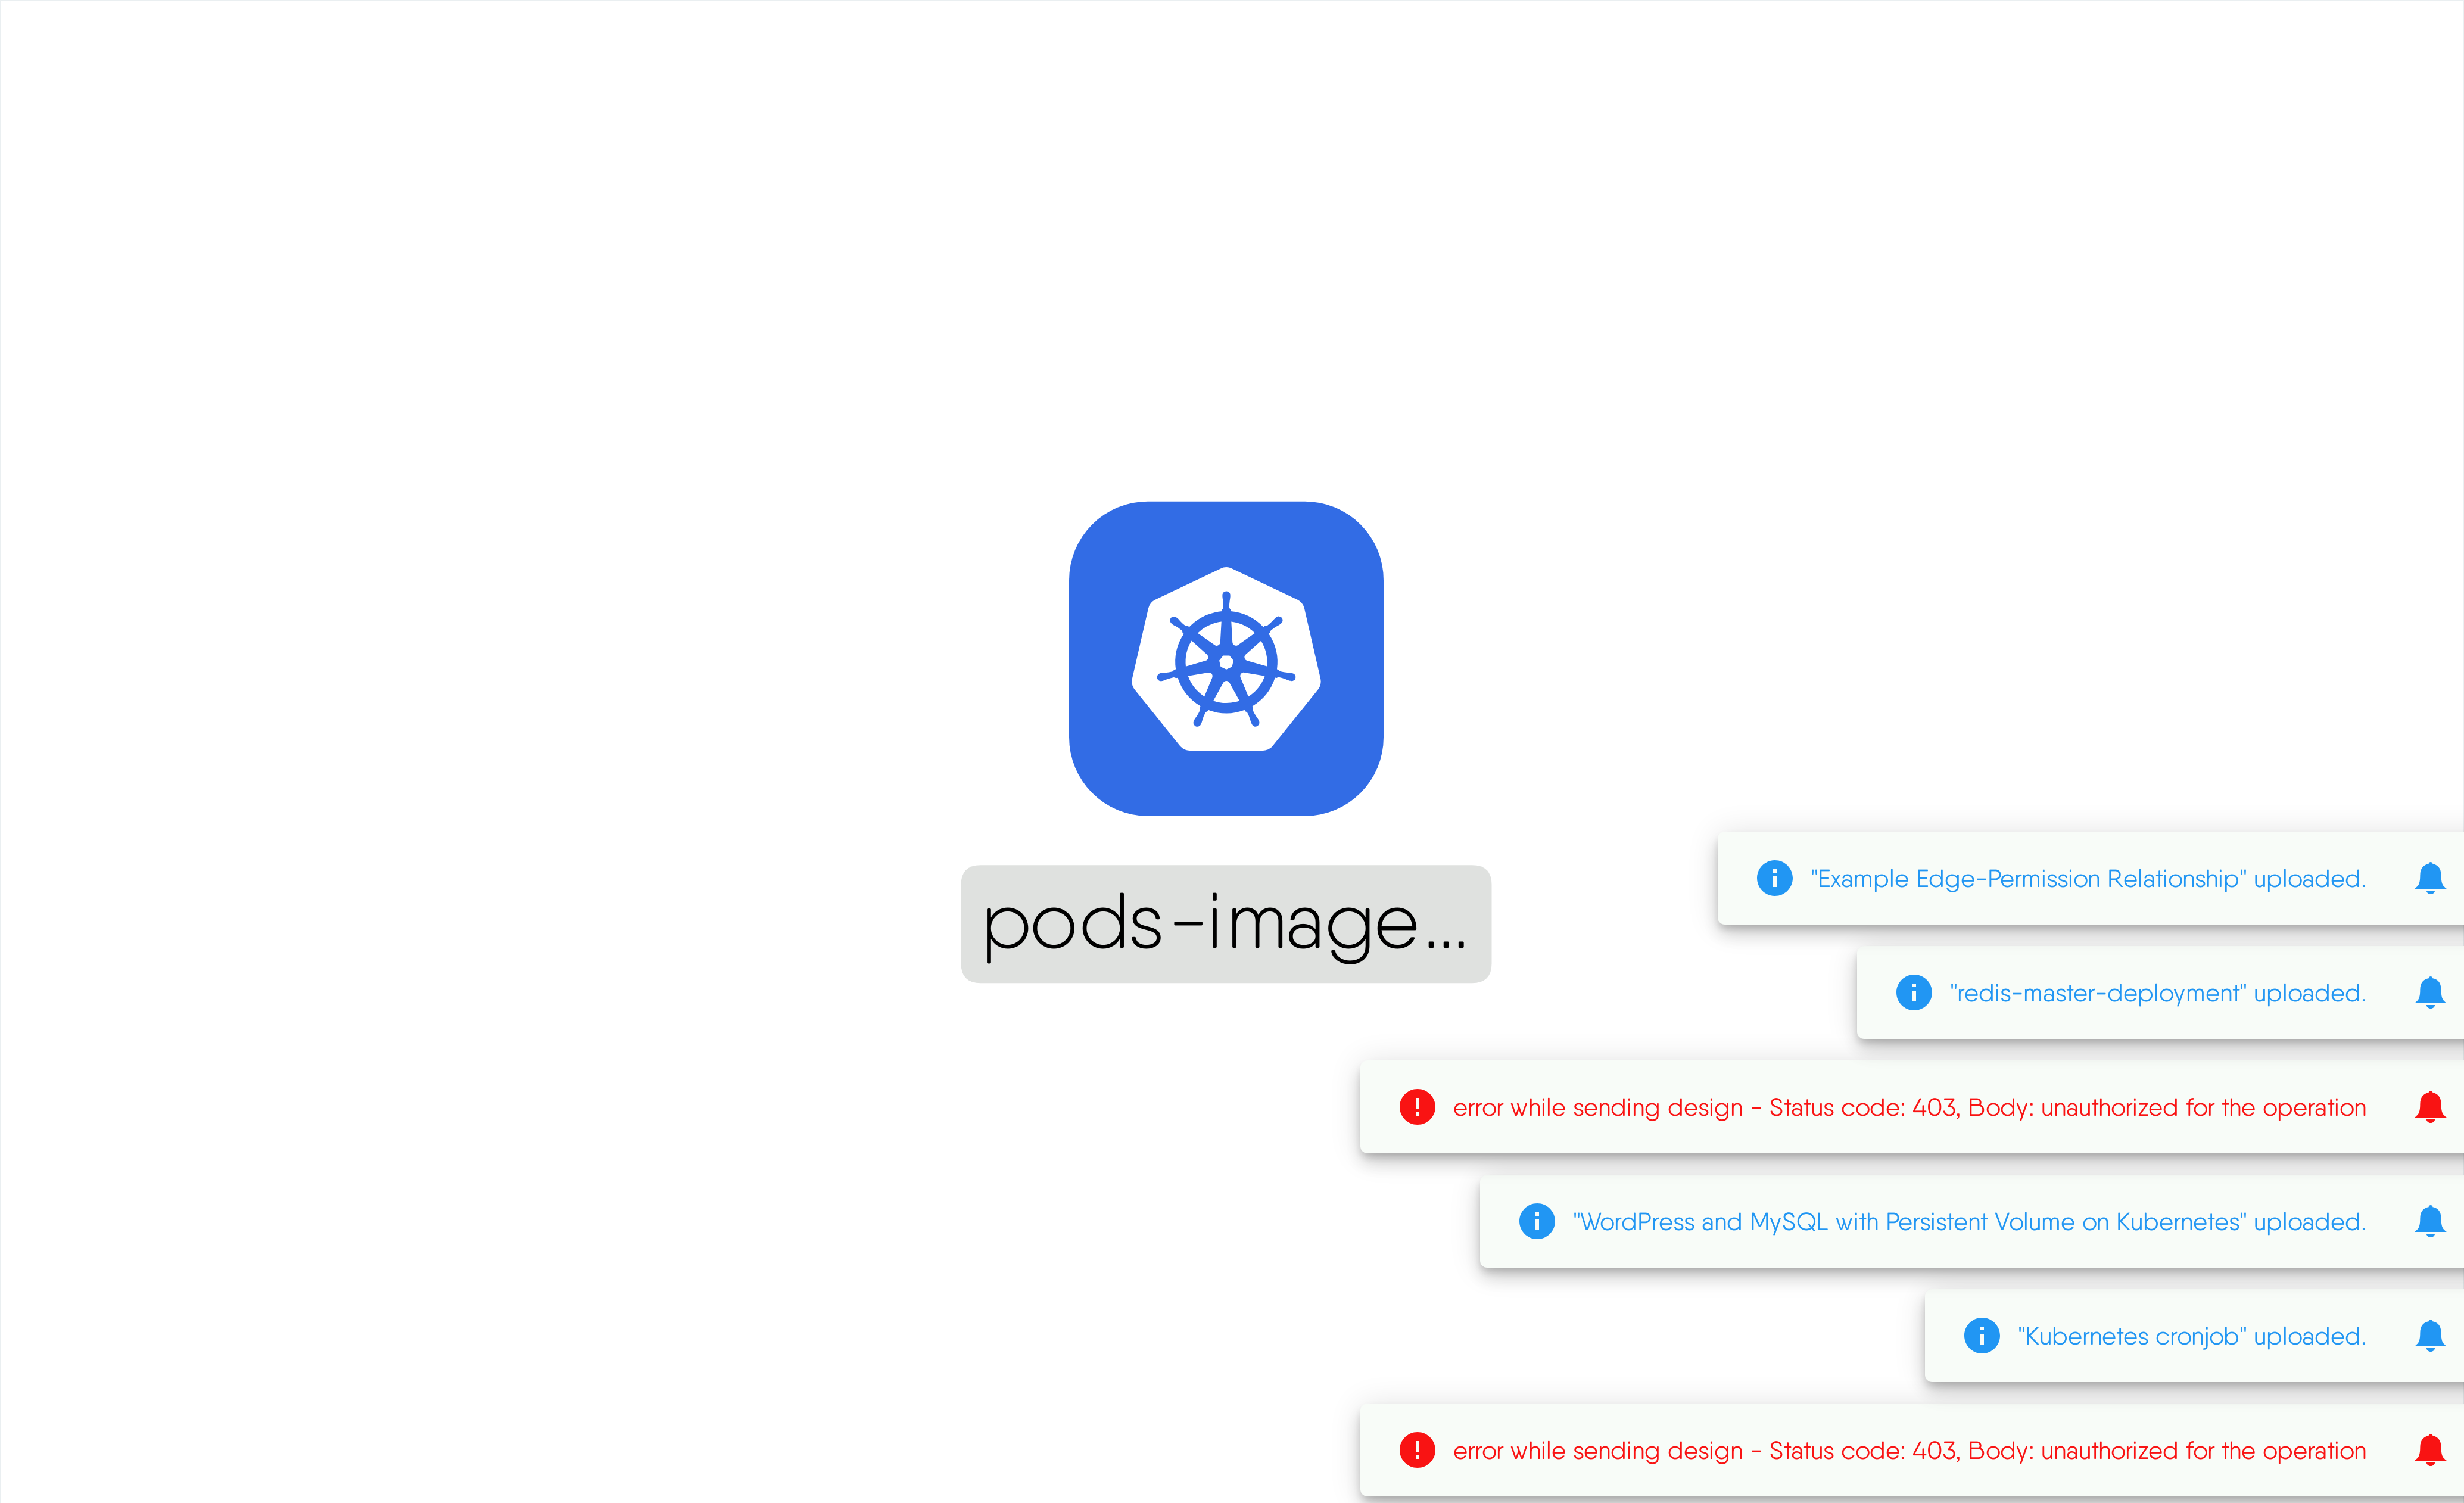 pods-image...
"Example Edge-Permission Relationship" uploaded.
"redis-master-deployment" uploaded.
error while sending design - Status code: 403, Body: unauthorized for the operation
"WordPress and MySQL with Persistent Volume on Kubernetes" uploaded.
"Kubernetes cronjob" uploaded.
error while sending design - Status code: 403, Body: unauthorized for the operation